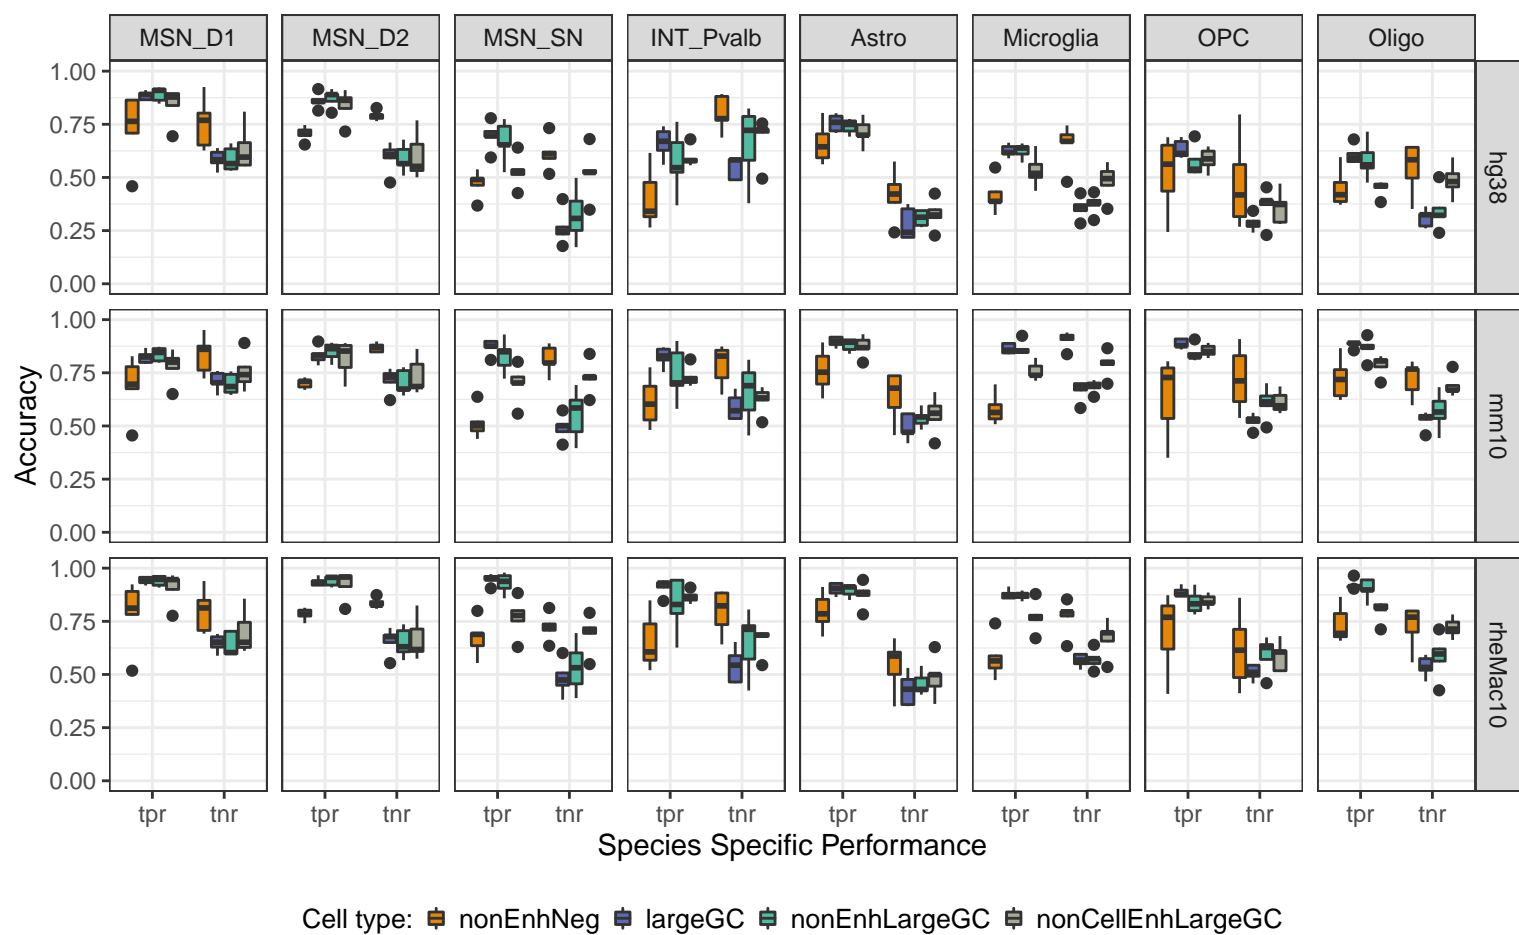 MSN_D1 MSN_D2 MSN_SN INT_Pvalb Astro Microglia OPC Oligo
1.00
0.75
0.50
0.25
0.00
hg38
1.00
0.75
0.50
0.25
0.00
mm10
1.00
0.75
0.50
0.25
0.00
rheMac10
Accuracy
tpr tnr tpr tnr tpr tnr tpr tnr tpr tnr tpr tnr tpr tnr tpr tnr
Species Specific Performance
Cell type: nonEnhNeg largeGC nonEnhLargeGC nonCellEnhLargeGC